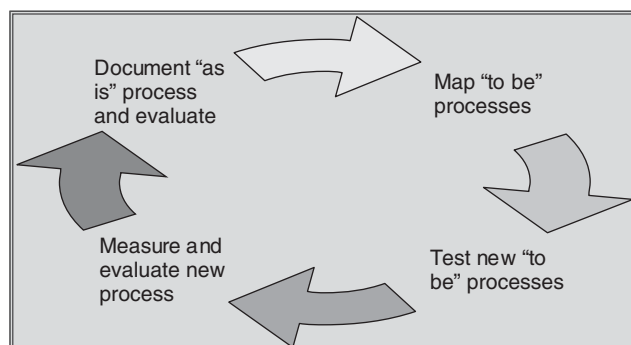 Document “as
is” process
and evaluate
Map “to be”
processes
Test new “to
be” processes
Measure and
evaluate new
process